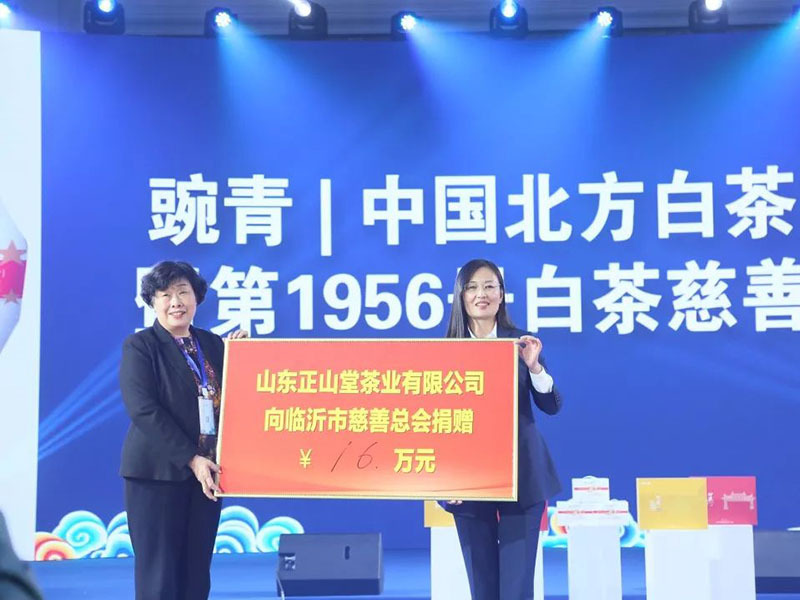 豌青 | 中国北方白茶
第1956 白茶慈善
山东正山堂茶业有限公司
向临沂市慈善总会捐赠
¥ 16. 万元